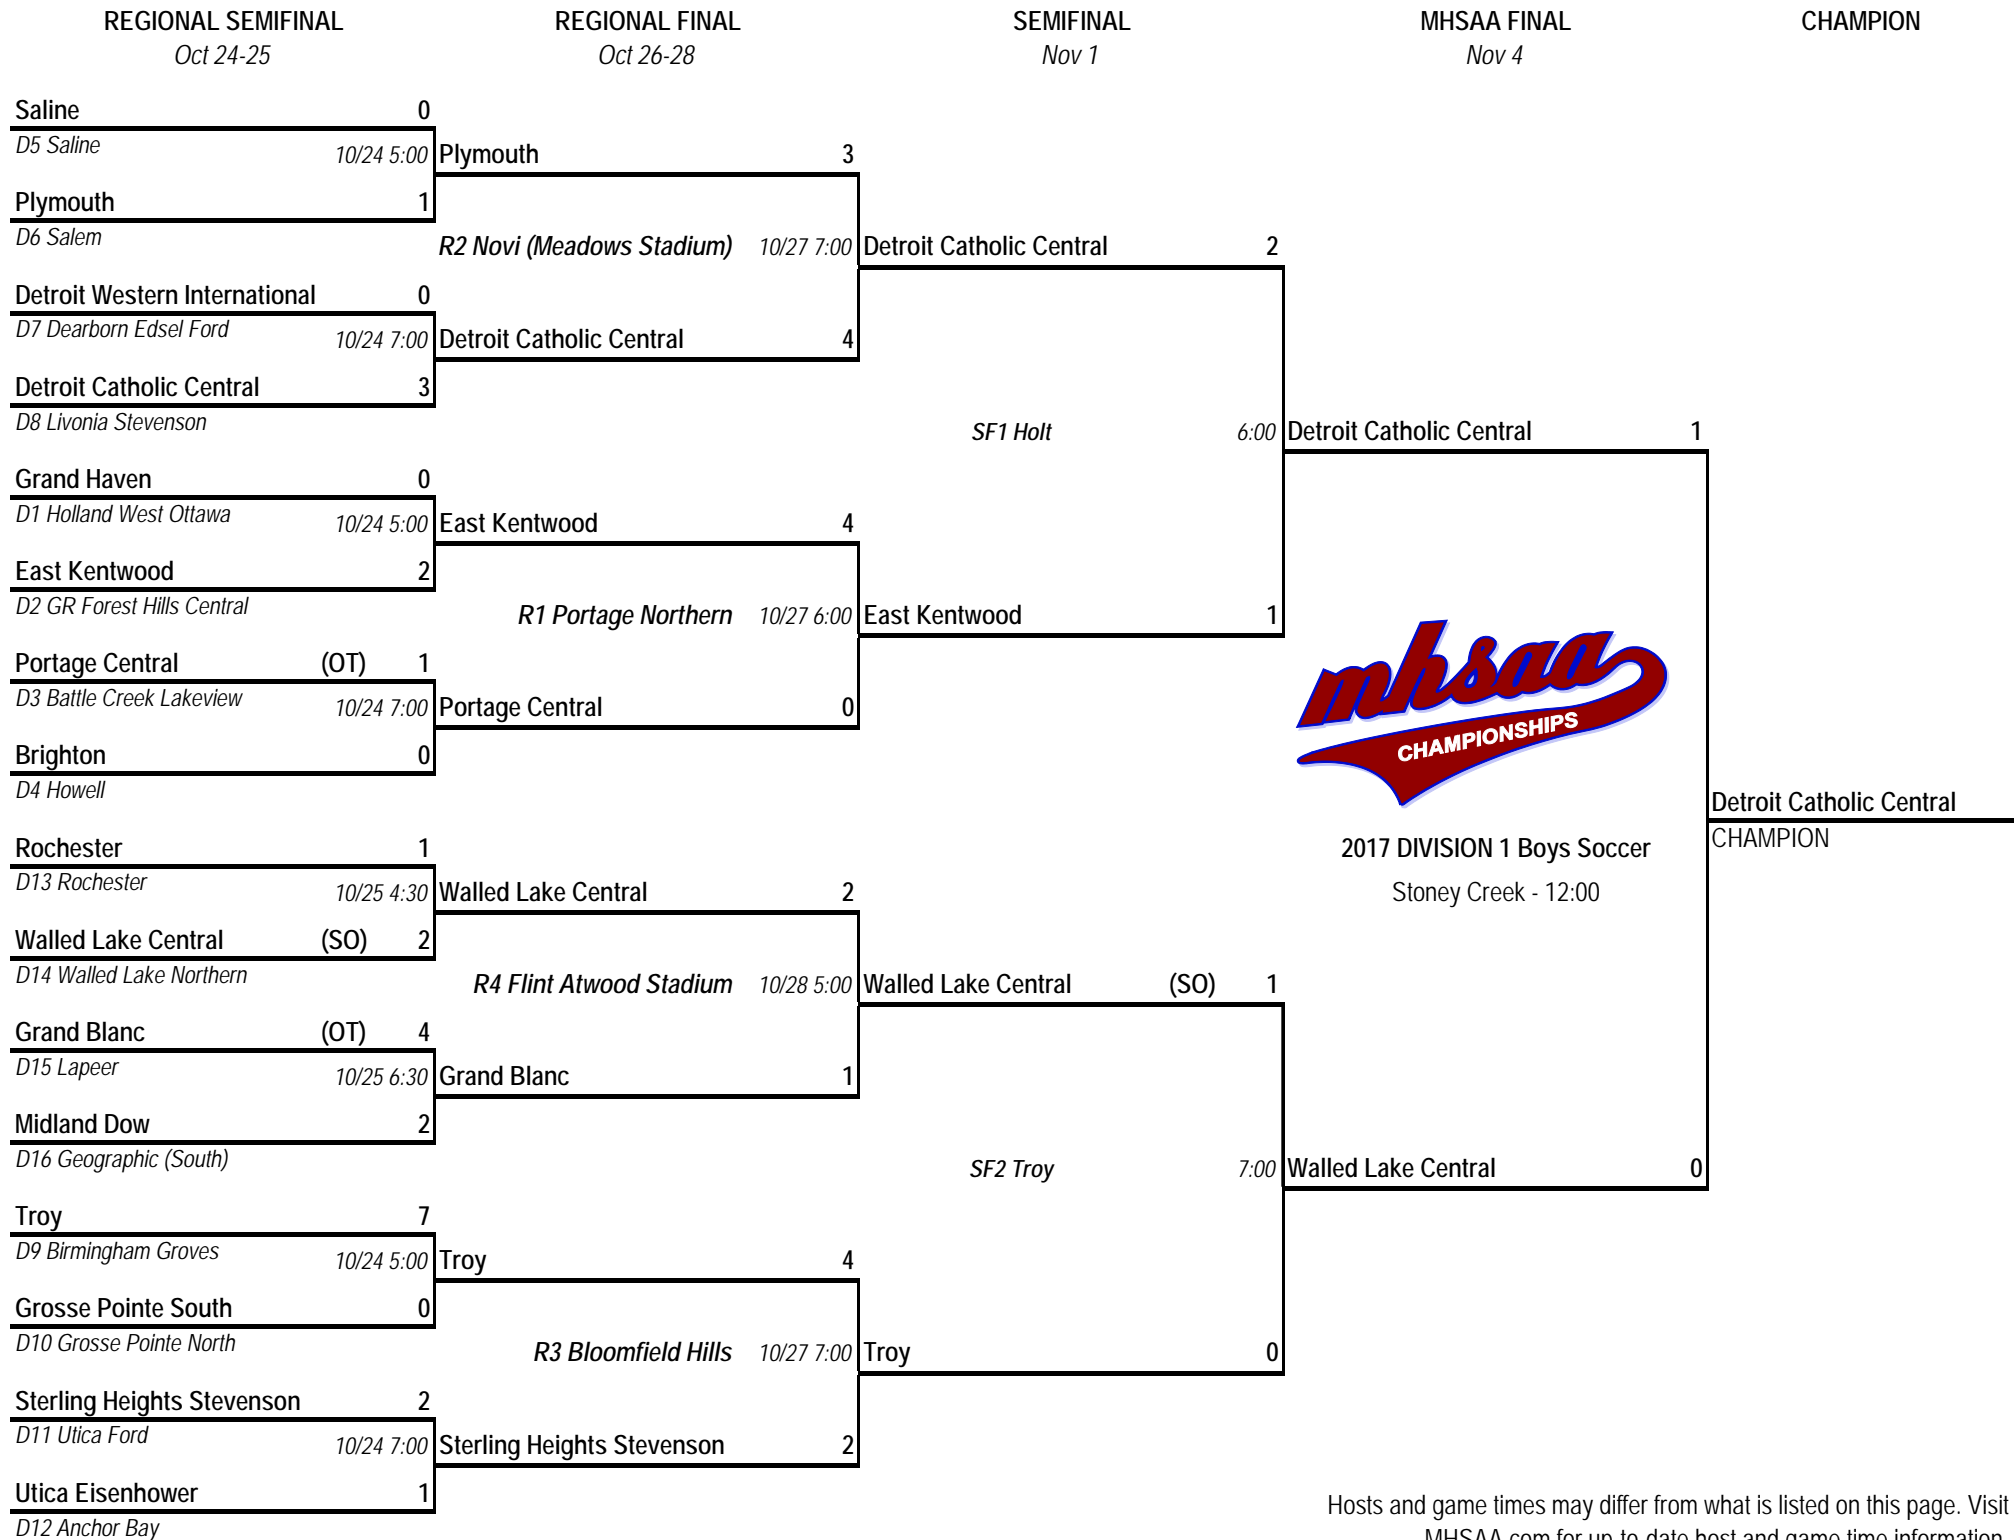 REGIONAL SEMIFINAL REGIONAL FINAL SEMIFINAL MHSAA FINAL CHAMPION
Oct 24-25 Oct 26-28 Nov 1 Nov 4
Saline 0
D5 Saline
10/24 5:00 Plymouth 3
Plymouth 1
D6 Salem
R2 Novi (Meadows Stadium) 10/27 7:00 Detroit Catholic Central 2
Detroit Western International 0
D7 Dearborn Edsel Ford
10/24 7:00 Detroit Catholic Central 4
Detroit Catholic Central 3
D8 Livonia Stevenson
SF1 Holt 6:00 Detroit Catholic Central 1
Grand Haven 0
D1 Holland West Ottawa
10/24 5:00 East Kentwood 4
East Kentwood 2
D2 GR Forest Hills Central
R1 Portage Northern 10/27 6:00 East Kentwood 1
Portage Central (OT) 1
D3 Battle Creek Lakeview
10/24 7:00 Portage Central 0
mhsaa
CHAMPIONSHIPS
Brighton 0
D4 Howell
Detroit Catholic Central
CHAMPION
Rochester 1
2017 DIVISION 1 Boys Soccer
D13 Rochester
10/25 4:30 Walled Lake Central 2
Stoney Creek - 12:00
Walled Lake Central (SO) 2
D14 Walled Lake Northern
R4 Flint Atwood Stadium 10/28 5:00 Walled Lake Central (SO) 1
Grand Blanc (OT) 4
D15 Lapeer
10/25 6:30 Grand Blanc 1
Midland Dow 2
D16 Geographic (South)
SF2 Troy 7:00 Walled Lake Central 0
Troy 7
D9 Birmingham Groves
10/24 5:00 Troy 4
Grosse Pointe South 0
D10 Grosse Pointe North
R3 Bloomfield Hills 10/27 7:00 Troy 0
Sterling Heights Stevenson 2
D11 Utica Ford
10/24 7:00 Sterling Heights Stevenson 2
Utica Eisenhower 1
D12 Anchor Bay
Hosts and game times may differ from what is listed on this page. Visit
MHSAA.com for up-to-date host and game time information.